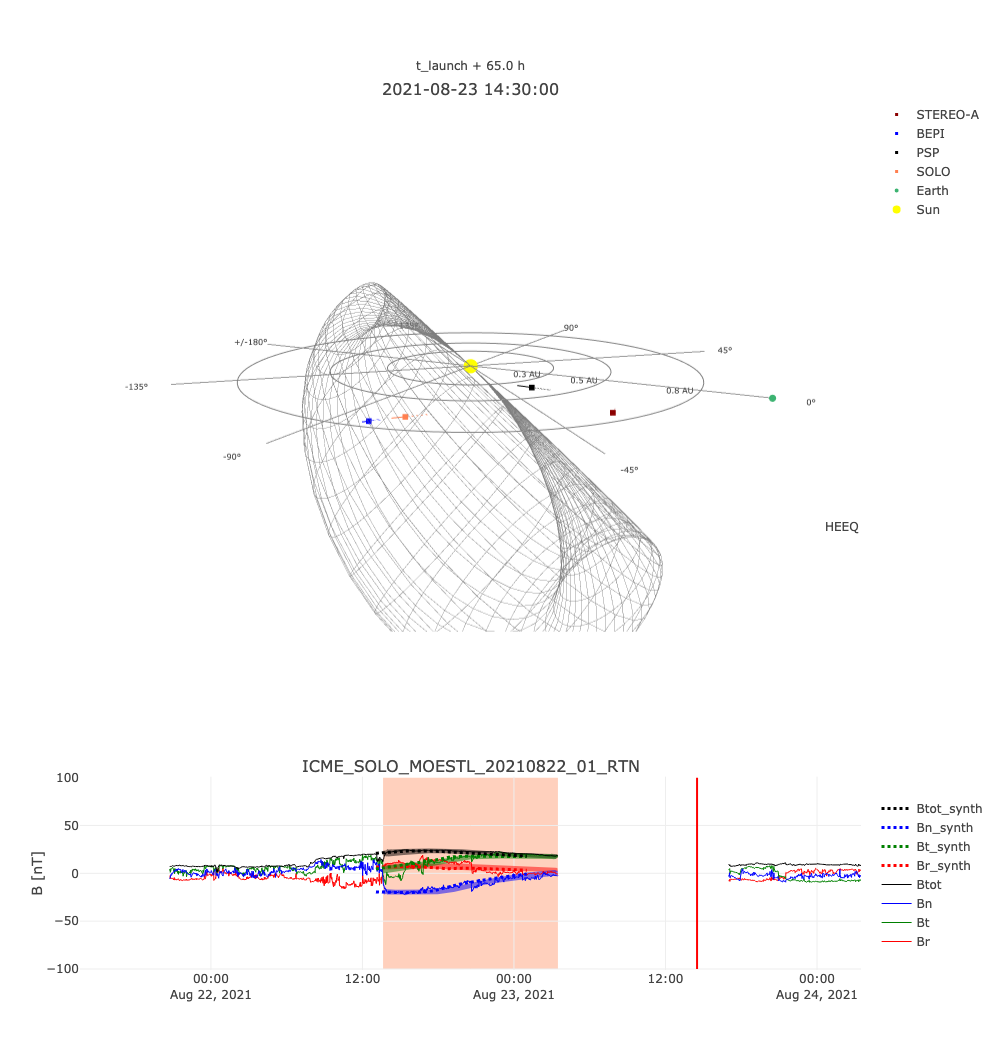 t_launch + 65.0 h
2021-08-23 14:30:00
STEREO-A
BEPI
PSP
SOLO
Earth
Sun
90°
+/-180°
45°
0.3 AU
0.5 AU
-135°
0.8 AU
0°
-90°
-45°
HEEQ
ICME_SOLO_MOESTL_20210822_01_RTN
B [nT]
100
50
0
−50
−100
00:00
Aug 22, 2021
12:00
00:00
Aug 23, 2021
12:00
00:00
Aug 24, 2021
Btot_synth
Bn_synth
Bt_synth
Br_synth
Btot
Bn
Bt
Br